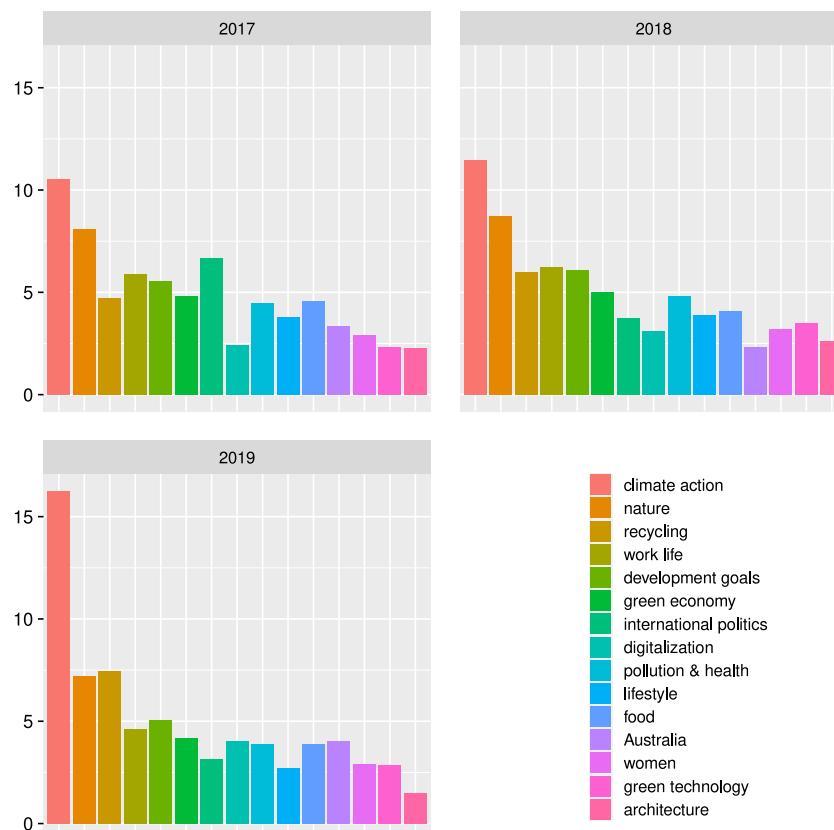 2017
2018
15
10
5
0
2019
15
10
5
0
climate action
nature
recycling
work life
development goals
green economy
international politics
digitalization
pollution & health
lifestyle
food
Australia
women
green technology
architecture